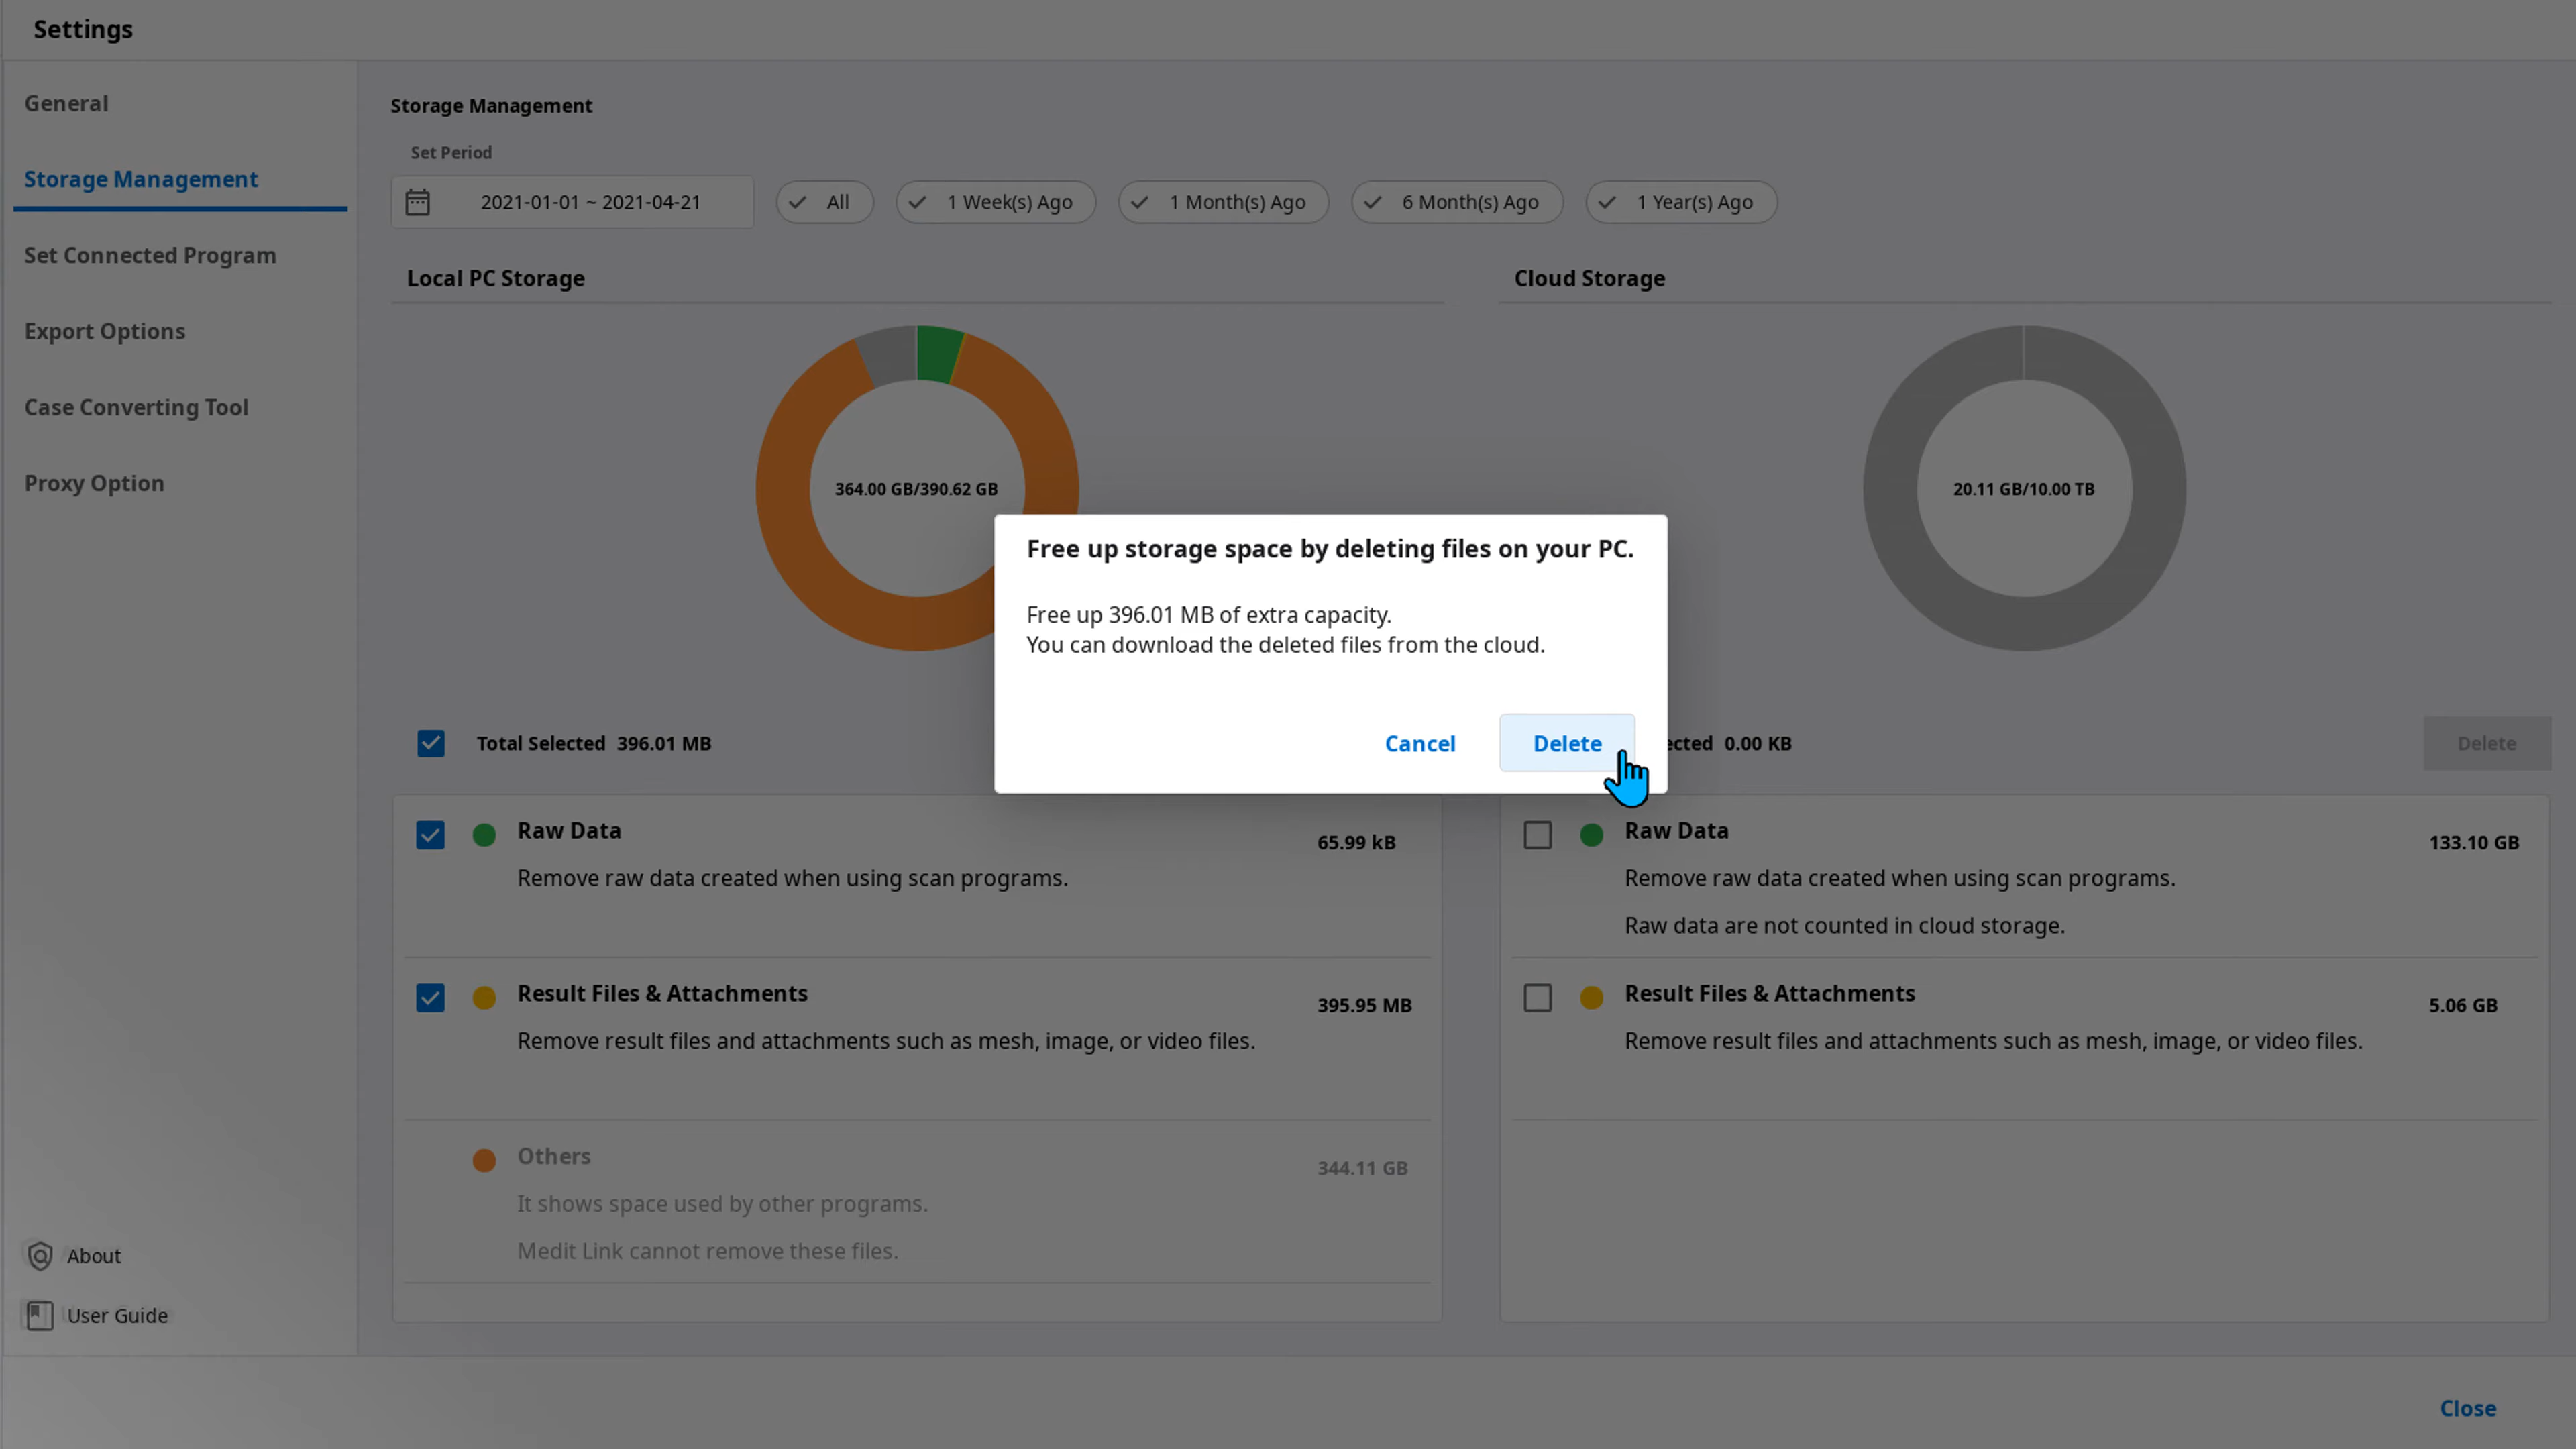 Settings
General
Storage Management
Set Connected Program
Export Options
Case Converting Tool
Proxy Option
About
User Guide
Storage Management
Set Period
2021-01-01 ~ 2021-04-21
All
1 Week(s) Ago
1 Month(s) Ago
6 Month(s) Ago
1 Year(s) Ago
Local PC Storage
364.00 GB/390.62 GB
Total Selected 396.01 MB
Raw Data
65.99 kB
Remove raw data created when using scan programs.
Result Files & Attachments
395.95 MB
Remove result files and attachments such as mesh, image, or video files.
Others
344.11 GB
It shows space used by other programs.
Medit Link cannot remove these files.
Cloud Storage
20.11 GB/10.00 TB
ected 0.00 KB
Delete
Raw Data
133.10 GB
Remove raw data created when using scan programs.
Raw data are not counted in cloud storage.
Result Files & Attachments
5.06 GB
Remove result files and attachments such as mesh, image, or video files.
Free up storage space by deleting files on your PC.
Free up 396.01 MB of extra capacity.
You can download the deleted files from the cloud.
Cancel
Delete
Close